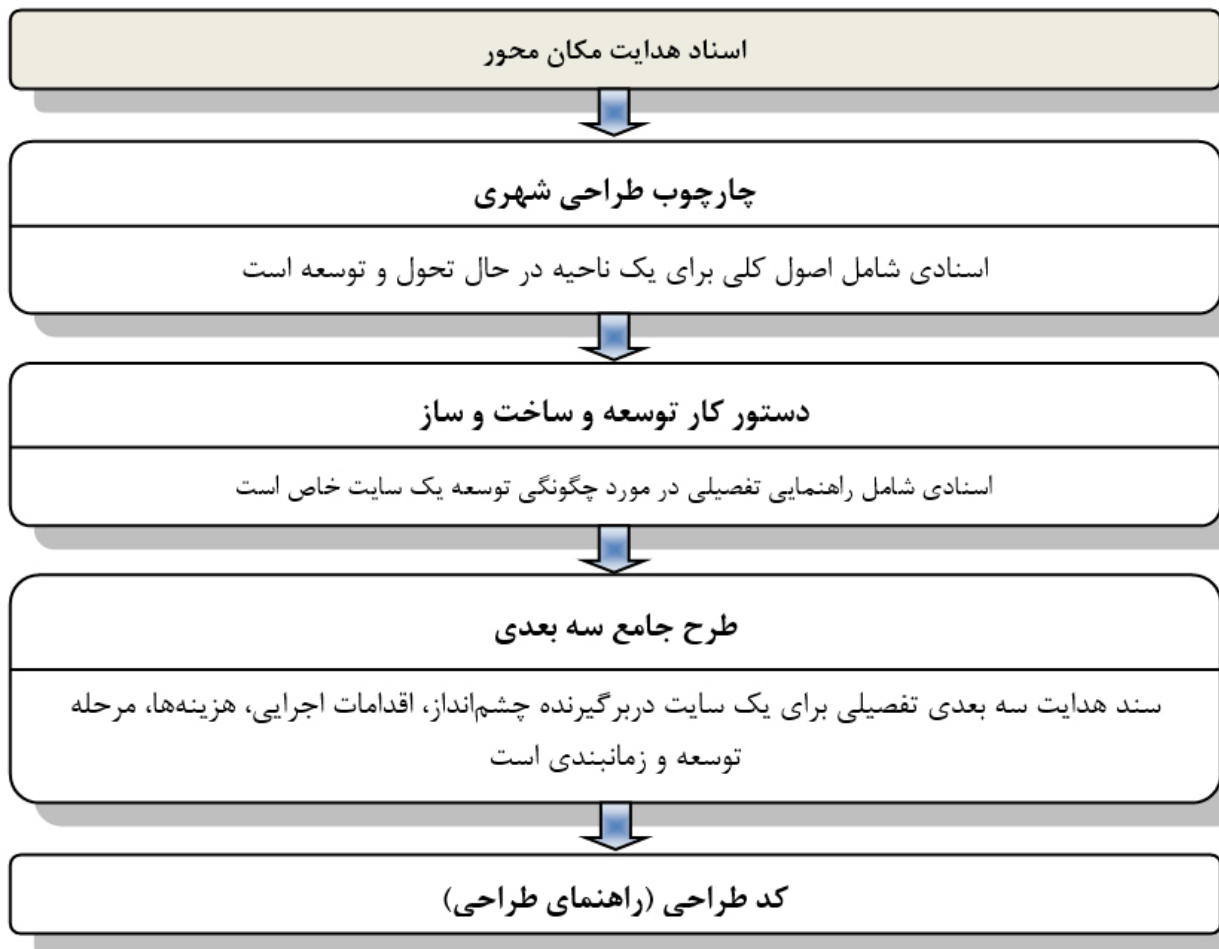 اسناد هدایت مکان محور
چارچوب طراحی شهری
اسنادی شامل اصول کلی برای یک ناحیه در حال تحول و توسعه است
دستور کار توسعه و ساخت و ساز
اسنادی شامل راهنمایی تفصیلی در مورد چگونگی توسعه یک سایت خاص است
طرح جامع سه بعدی
سند هدایت سه بعدی تفصیلی برای یک سایت دربرگیرنده چشم‌انداز، اقدامات اجرایی، هزینه‌ها، مرحله
توسعه و زمانبندی است
کد طراحی (راهنمای طراحی)